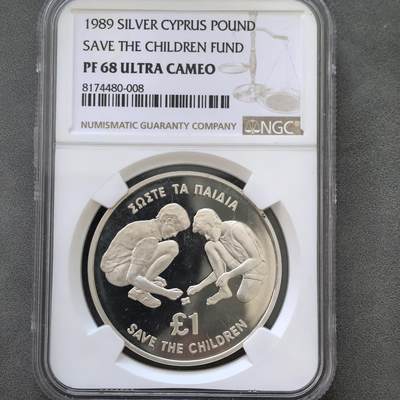 1989 SILVER CYPRUS POUND
SAVE THE CHILDREN FUND
PF 68 ULTRA CAMEO
8174480-008
NUMISMATIC GUARANTY COMPANY
NGC
ΣΩΣΤΕ ΤΑ ΠΑΙΔΙΑ
£1
SAVE THE CHILDREN